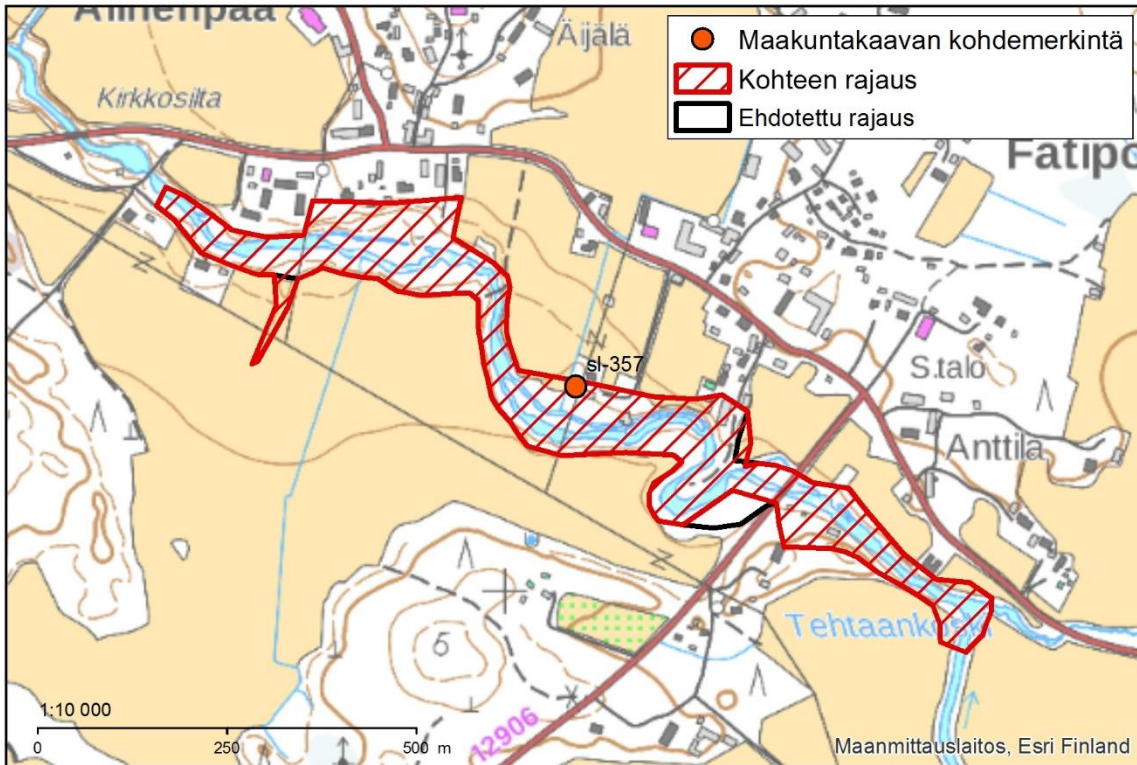 Äijälä
Maakuntakaavan kohdemerkintä
Kohteen rajaus
Ehdotettu rajaus
Kirkkosilta
Fatipo
sl-357
S.talo
Anttila
Tehtaankoski
12906
1:10 000
0 250 500 m
Maanmittauslaitos, Esri Finland